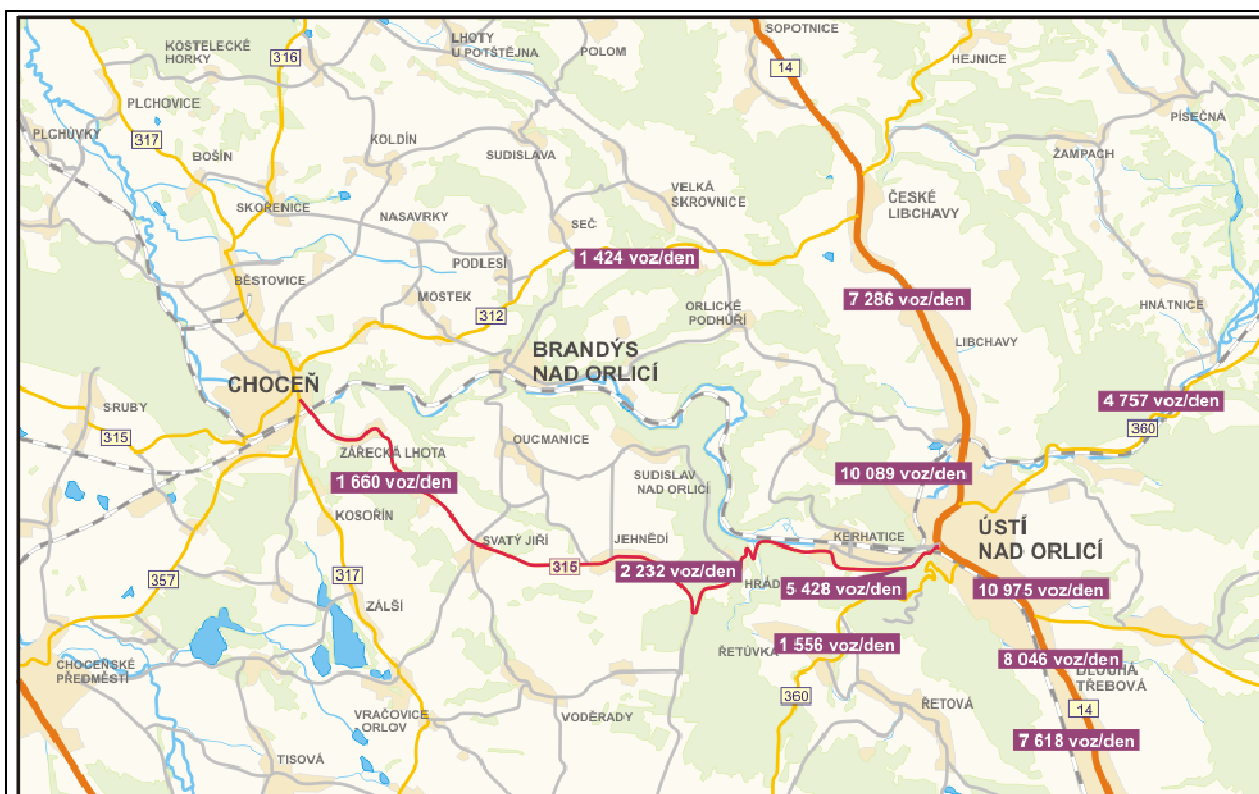 SOPOTNICE
KOSTELECKÉ
HORKY
316
LHOTY
U POTŠTĚJNA
POLOM
14
HEJNICE
PLCHOVICE
PLCHŮVKY
317
PÍSEČNÁ
KOLDÍN
BOŠÍN
SUDISLAVA
ŽAMPACH
VELKÁ
SKROVNICE
ČESKÉ
LIBCHAVY
SKOŘENICE
NASAVRKY
SEČ
1 424 voz/den
PODLESÍ
BĚSTOVICE
MOSTEK
312
7 286 voz/den
ORLICKÉ
PODHŮŘÍ
HNÁTNICE
LIBCHAVY
BRANDÝS
NAD ORLICÍ
CHOCEŇ
SRUBY
315
4 757 voz/den
360
OUCMANICE
ZÁŘECKÁ LHOTA
1 660 voz/den
SUDISLAV
NAD ORLICÍ
10 089 voz/den
KOSOŘÍN
ÚSTÍ
NAD ORLICÍ
SVATÝ JIŘÍ
JEHNĚDÍ
KERHATICE
315
2 232 voz/den
HRÁD
5 428 voz/den
10 975 voz/den
357
317
ZÁLŠÍ
1 556 voz/den
ŘETŮVKA
8 046 voz/den
DLOUHÁ
TŘEBOVÁ
CHOCEŇSKÉ
PŘEDMĚSTÍ
360
ŘETOVÁ
14
VRAČOVICE
ORLOV
VODĚRADY
7 618 voz/den
TISOVÁ